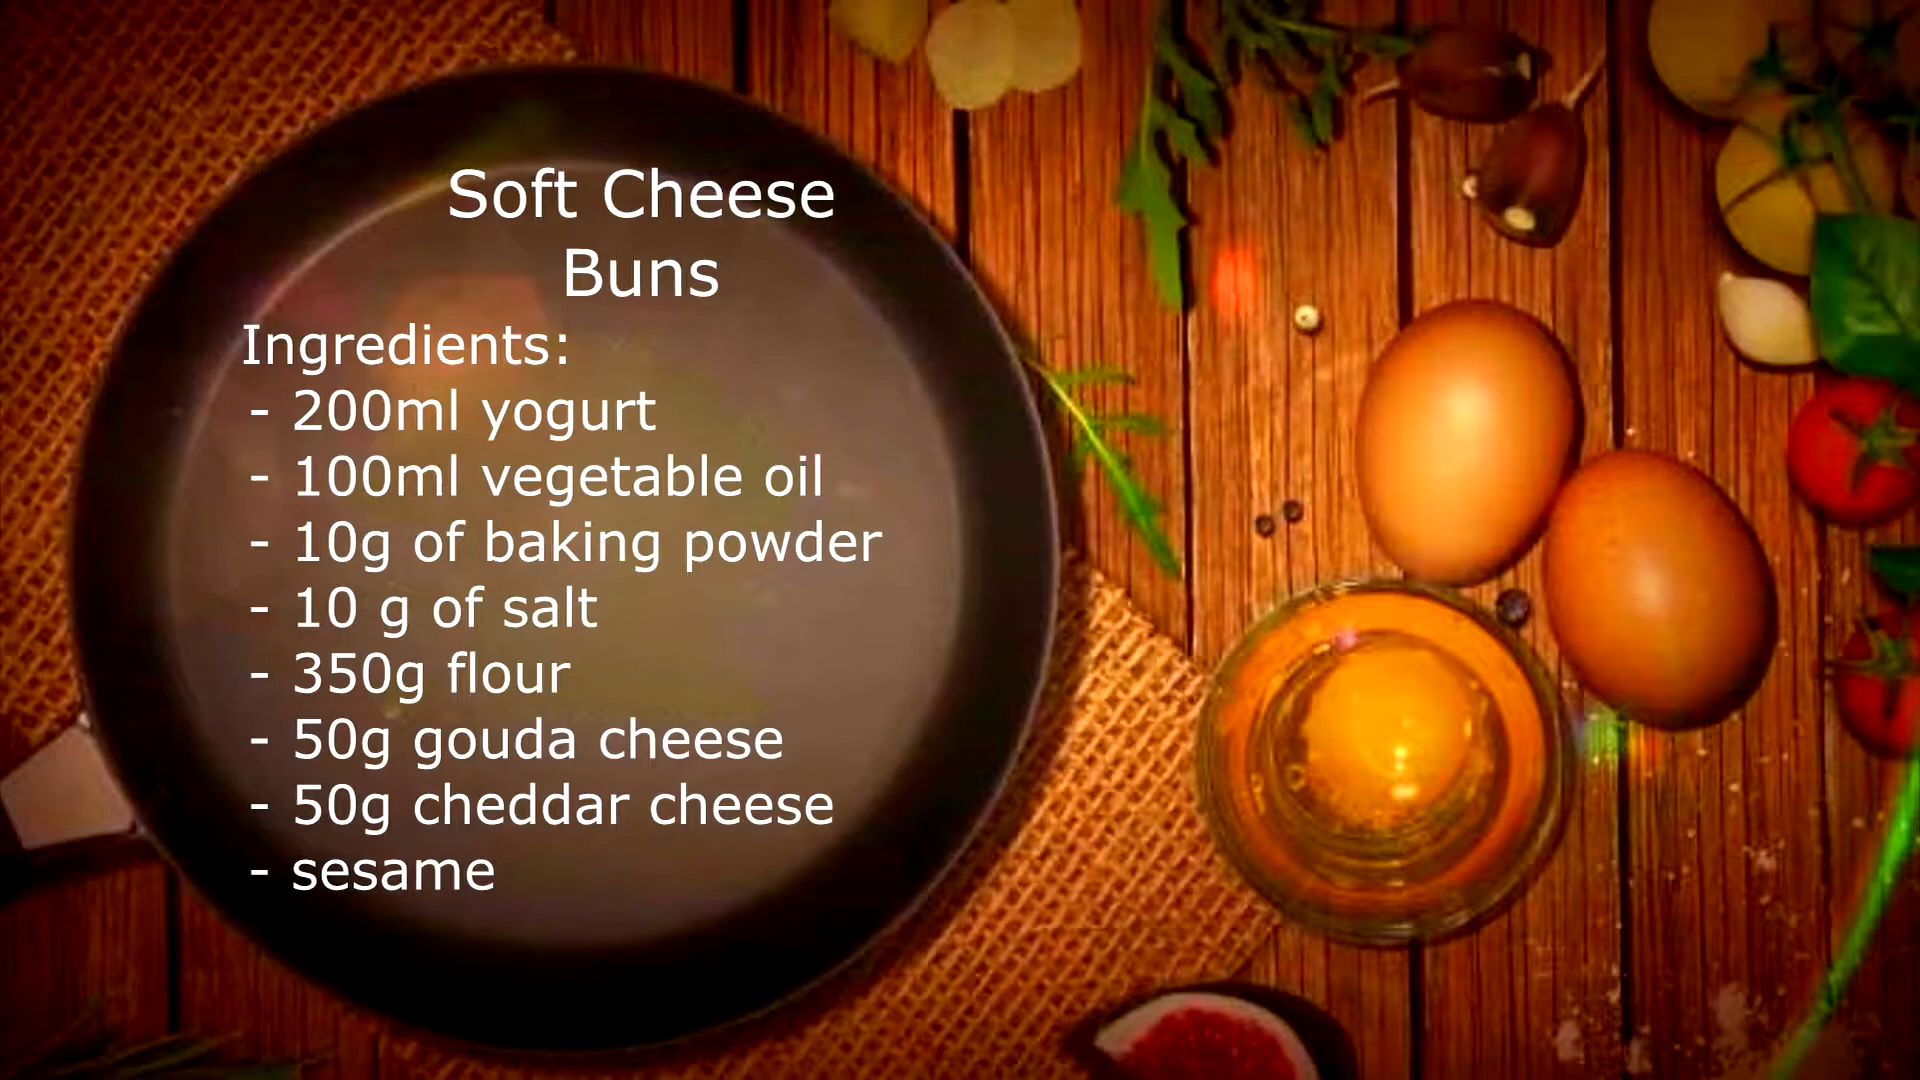 Soft Cheese
Buns
Ingredients:
- 200ml yogurt
- 100ml vegetable oil
- 10g of baking powder
- 10 g of salt
- 350g flour
- 50g gouda cheese
- 50g cheddar cheese
- sesame